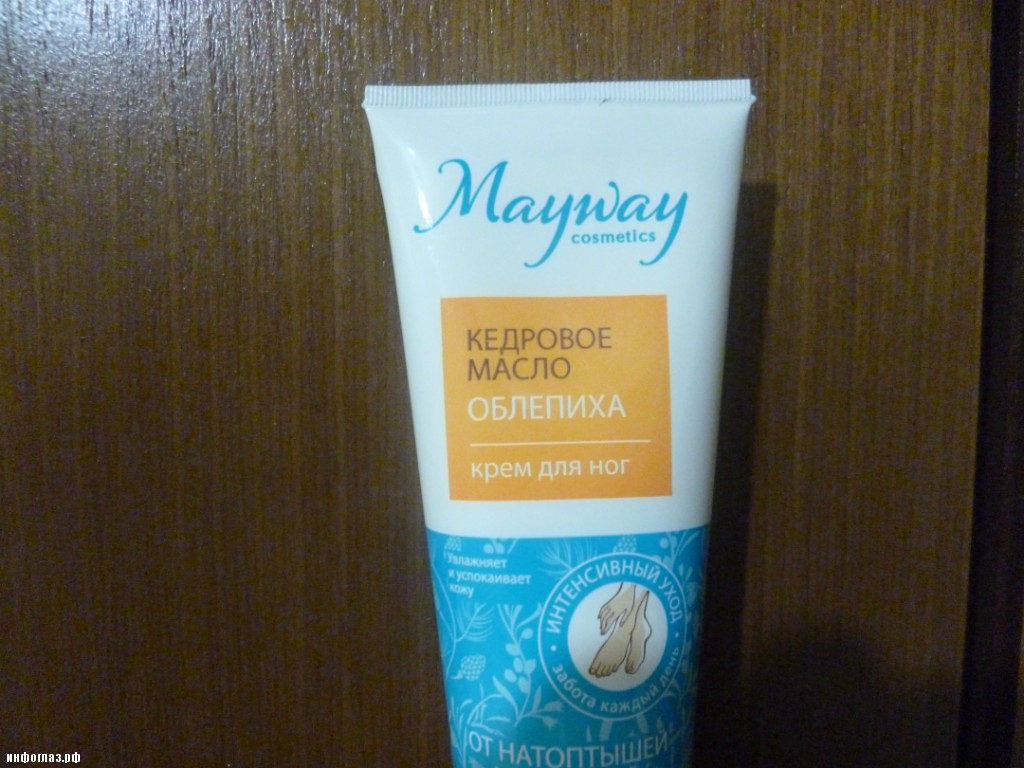 Mayway
cosmetics
КЕДРОВОЕ
МАСЛО
ОБЛЕПИХА
крем для ног
Увлажняет
и успокаивает
кожу
ИНТЕНСИВНЫЙ УХОД
забота каждый день
ОТ НАТОПТЫШЕЙ
инфоглаз.рф